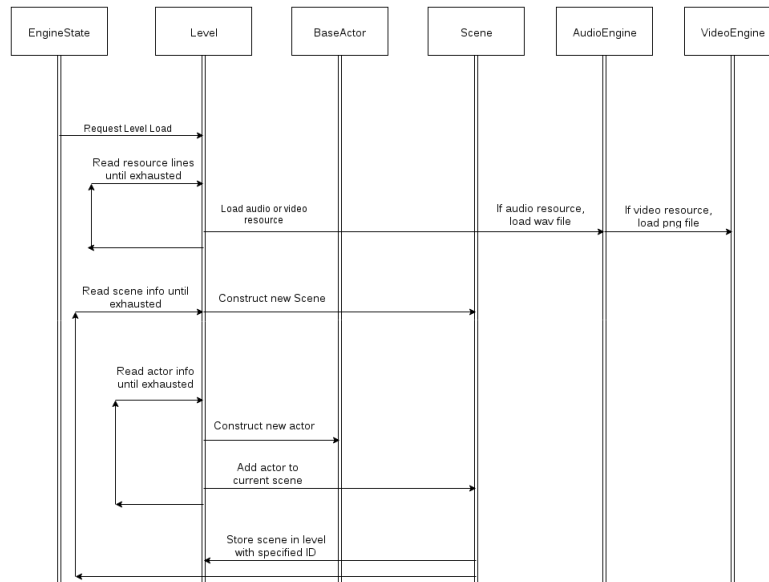 EngineState
Level
BaseActor
Scene
AudioEngine
VideoEngine
Request Level Load
Read resource lines
until exhausted
Load audio or video
resource
If audio resource,
load wav file
If video resource,
load png file
Read scene info until
exhausted
Construct new Scene
Read actor info
until exhausted
Construct new actor
Add actor to
current scene
Store scene in level
with specified ID